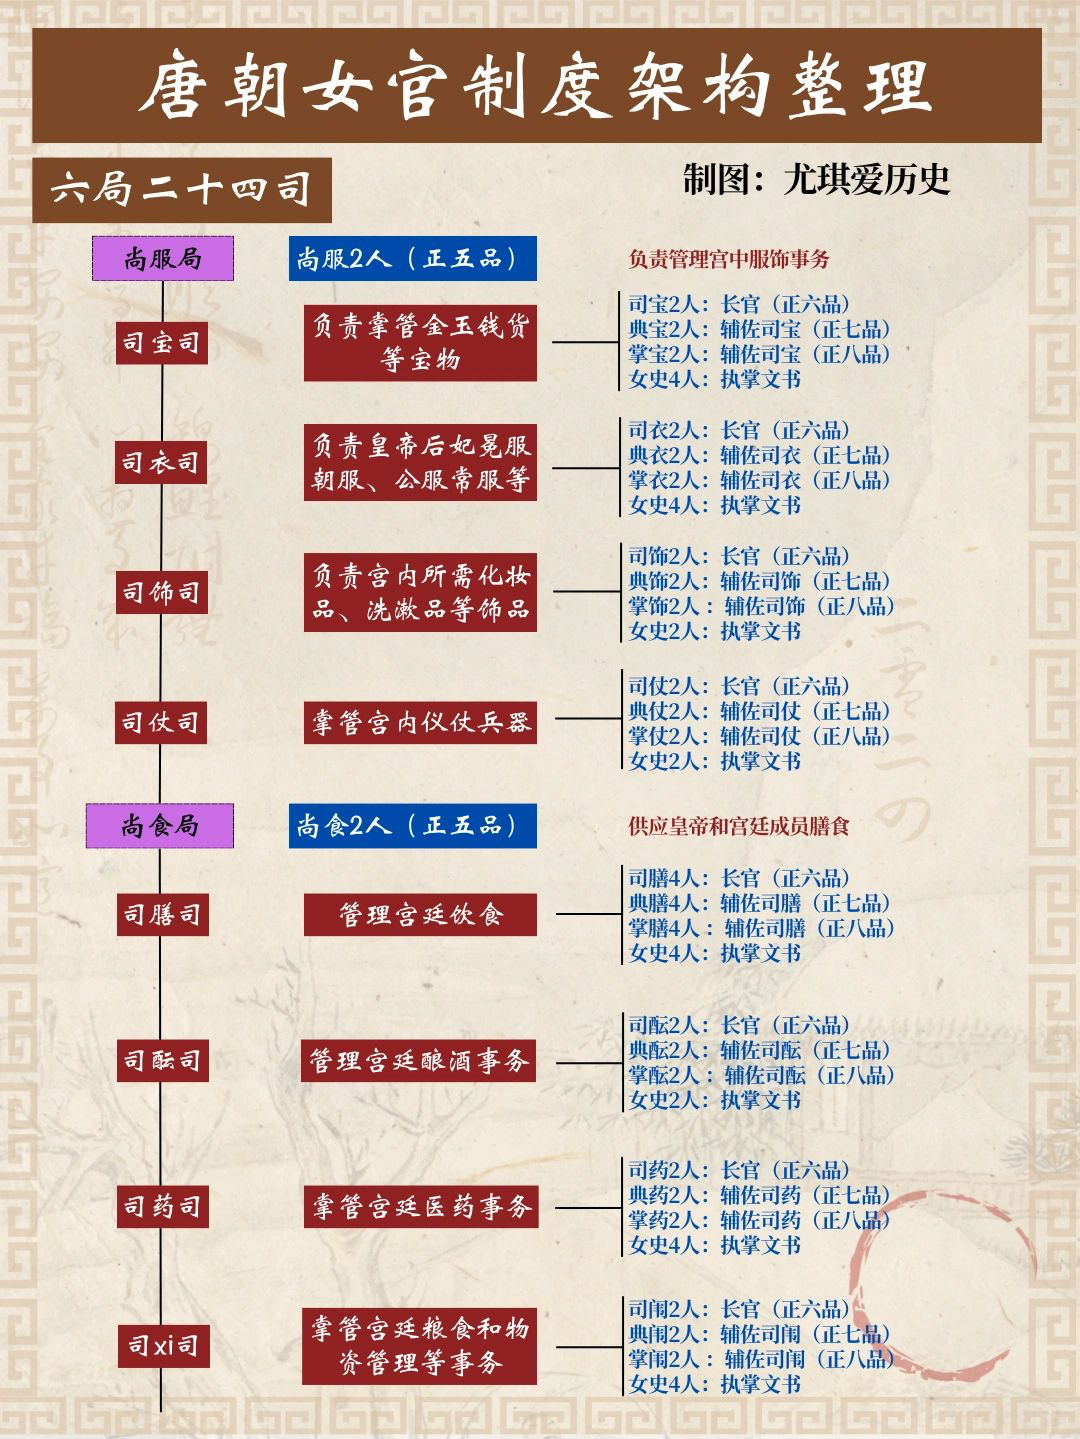 唐朝女官制度架构整理
六局二十四司
制图：尤琪爱历史
尚服局
尚服2人（正五品）
负责管理宫中服饰事务
司宝司
负责掌管金玉钱货
等宝物
司宝2人：长官（正六品）
典宝2人：辅佐司宝（正七品）
掌宝2人：辅佐司宝（正八品）
女史4人：执掌文书
司衣司
负责皇帝后妃冕服
朝服、公服常服等
司衣2人：长官（正六品）
典衣2人：辅佐司衣（正七品）
掌衣2人：辅佐司衣（正八品）
女史4人：执掌文书
司饰司
负责宫内所需化妆
品、洗漱品等饰品
司饰2人：长官（正六品）
典饰2人：辅佐司饰（正七品）
掌饰2人：辅佐司饰（正八品）
女史2人：执掌文书
司仗司
掌管宫内仪仗兵器
司仗2人：长官（正六品）
典仗2人：辅佐司仗（正七品）
掌仗2人：辅佐司仗（正八品）
女史2人：执掌文书
尚食局
尚食2人（正五品）
供应皇帝和宫廷成员膳食
司膳司
管理宫廷饮食
司膳4人：长官（正六品）
典膳4人：辅佐司膳（正七品）
掌膳4人：辅佐司膳（正八品）
女史4人：执掌文书
司酝司
管理宫廷酿酒事务
司酝2人：长官（正六品）
典酝2人：辅佐司酝（正七品）
掌酝2人：辅佐司酝（正八品）
女史2人：执掌文书
司药司
掌管宫廷医药事务
司药2人：长官（正六品）
典药2人：辅佐司药（正七品）
掌药2人：辅佐司药（正八品）
女史4人：执掌文书
司xi司
掌管宫廷粮食和物
资管理等事务
司闱2人：长官（正六品）
典闱2人：辅佐司闱（正七品）
掌闱2人：辅佐司闱（正八品）
女史4人：执掌文书